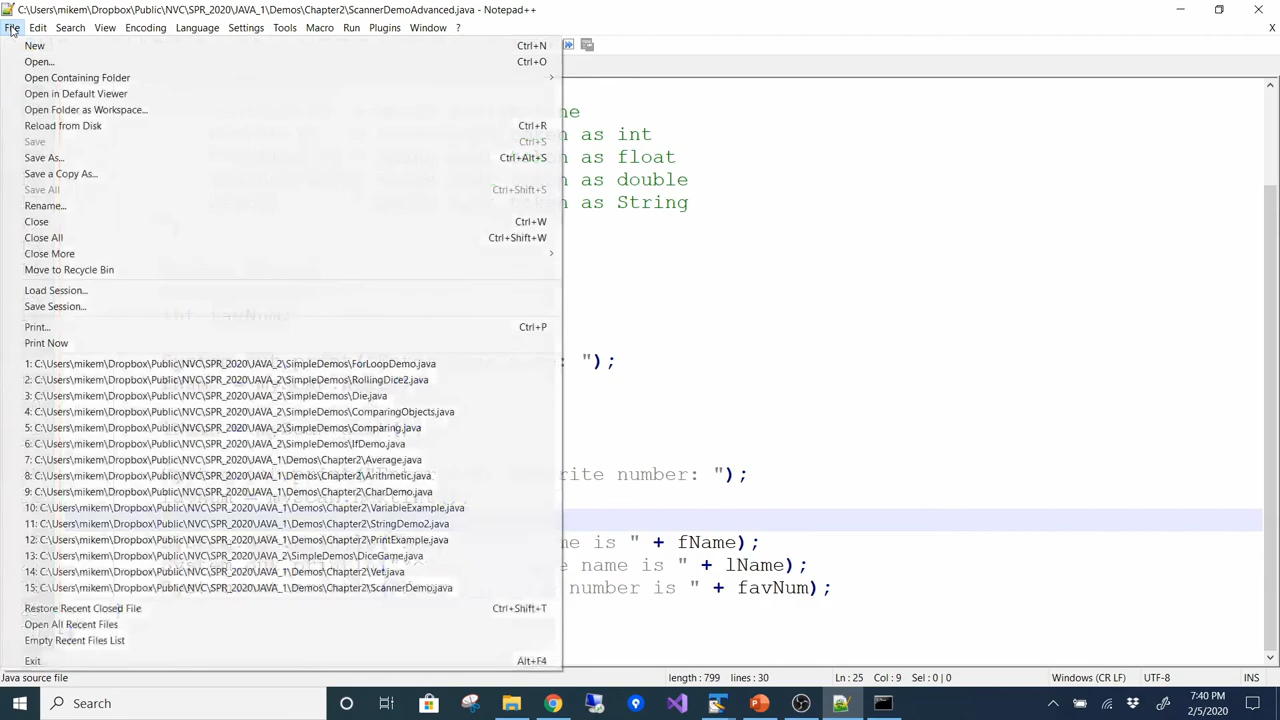 C:\Users\mikem\Dropbox\Public\NVC\SPR_2020\JAVA_1\Demos\Chapter2\ScannerDemoAdvanced.java - Notepad++
File Edit Search View Encoding Language Settings Tools Macro Run Plugins Window ? X
New Ctrl+N
Open... Ctrl+O
Open Containing Folder
Open in Default Viewer
Open Folder as Workspace...
Reload from Disk Ctrl+R
Save Ctrl+S
Save As... Ctrl+Alt+S
Save a Copy As...
Save All Ctrl+Shift+S
Rename...
Close Ctrl+W
Close All Ctrl+Shift+W
Close More
Move to Recycle Bin
Load Session...
Save Session...
Print... Ctrl+P
Print Now
1: C:\Users\mikem\Dropbox\Public\NVC\SPR_2020\JAVA_2\SimpleDemos\ForLoopDemo.java
2: C:\Users\mikem\Dropbox\Public\NVC\SPR_2020\JAVA_2\SimpleDemos\RollingDice2.java
3: C:\Users\mikem\Dropbox\Public\NVC\SPR_2020\JAVA_2\SimpleDemos\Die.java
4: C:\Users\mikem\Dropbox\Public\NVC\SPR_2020\JAVA_2\SimpleDemos\ComparingObjects.java
5: C:\Users\mikem\Dropbox\Public\NVC\SPR_2020\JAVA_2\SimpleDemos\Comparing.java
6: C:\Users\mikem\Dropbox\Public\NVC\SPR_2020\JAVA_2\SimpleDemos\IfDemo.java
7: C:\Users\mikem\Dropbox\Public\NVC\SPR_2020\JAVA_1\Demos\Chapter2\Average.java
8: C:\Users\mikem\Dropbox\Public\NVC\SPR_2020\JAVA_1\Demos\Chapter2\Arithmetic.java
9: C:\Users\mikem\Dropbox\Public\NVC\SPR_2020\JAVA_1\Demos\Chapter2\CharDemo.java
10: C:\Users\mikem\Dropbox\Public\NVC\SPR_2020\JAVA_1\Demos\Chapter2\VariableExample.java
11: C:\Users\mikem\Dropbox\Public\NVC\SPR_2020\JAVA_1\Demos\Chapter2\StringDemo2.java
12: C:\Users\mikem\Dropbox\Public\NVC\SPR_2020\JAVA_1\Demos\Chapter2\PrintExample.java
13: C:\Users\mikem\Dropbox\Public\NVC\SPR_2020\JAVA_2\SimpleDemos\DiceGame.java
14: C:\Users\mikem\Dropbox\Public\NVC\SPR_2020\JAVA_1\Demos\Chapter2\Vet.java
15: C:\Users\mikem\Dropbox\Public\NVC\SPR_2020\JAVA_1\Demos\Chapter2\ScannerDemo.java
Restore Recent Closed File Ctrl+Shift+T
Open All Recent Files
Empty Recent Files List
Exit Alt+F4
as int
as float
as double
as String
");
number: ");
is " + fName);
name is " + lName);
number is " + favNum);
Java source file length : 799 lines : 30 Ln : 25 Col : 9 Sel : 0 | 0 Windows (CR LF) UTF-8 INS
Search
7:40 PM
2/5/2020